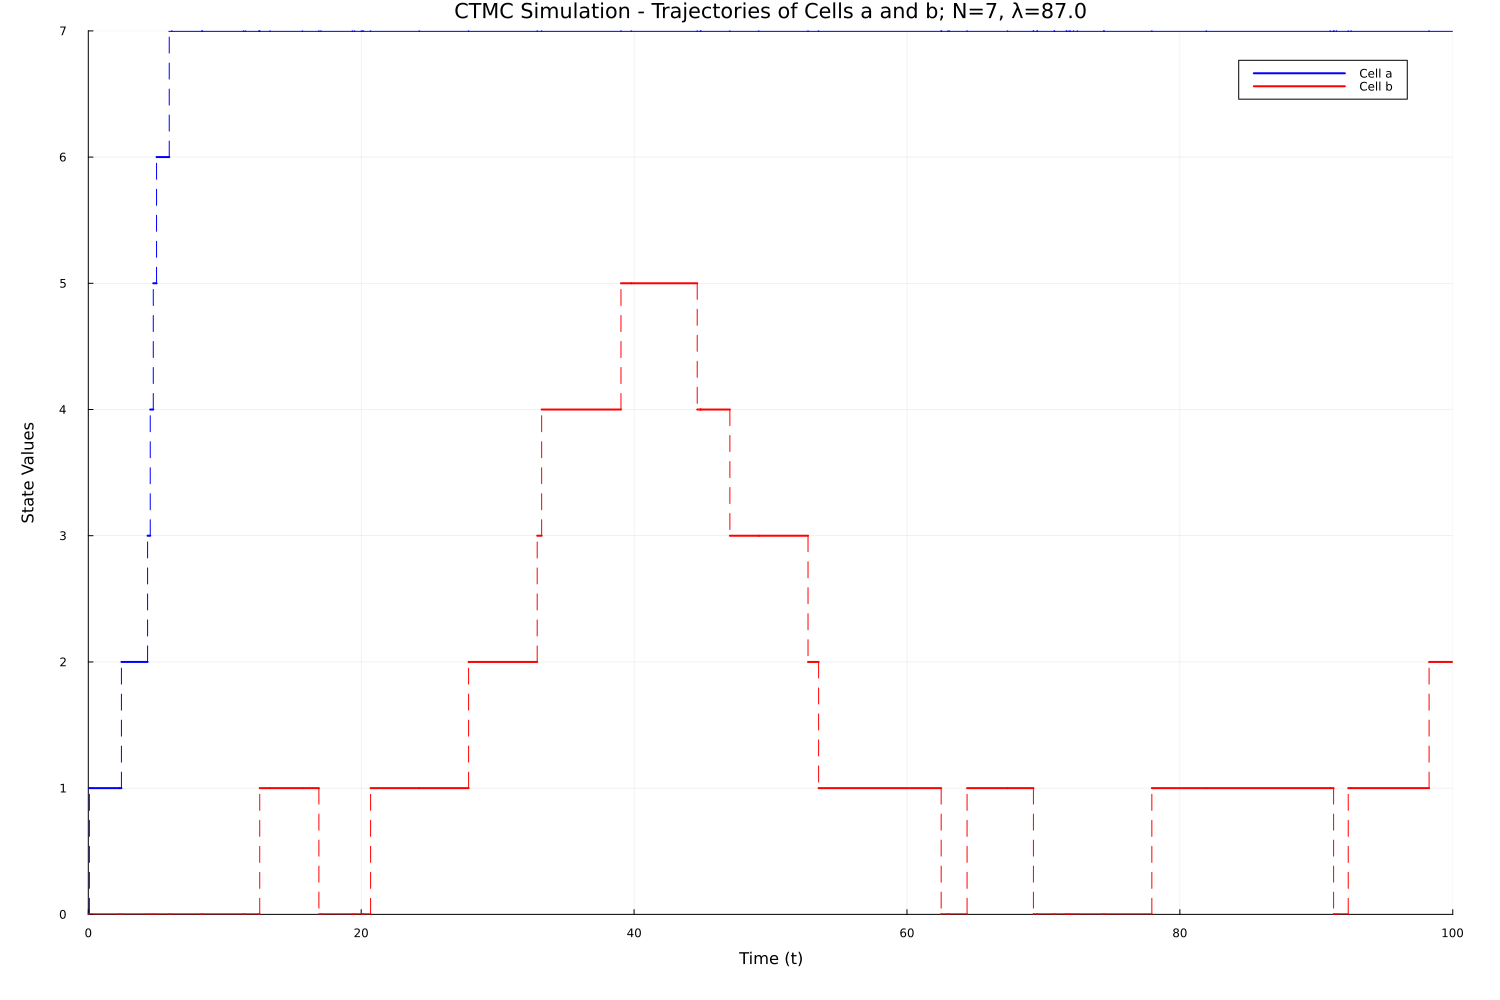 CTMC Simulation - Trajectories of Cells a and b; N=7, λ=87.0
7
6
5
4
3
2
1
0
State Values
Cell a
Cell b
0 20 40 60 80 100
Time (t)